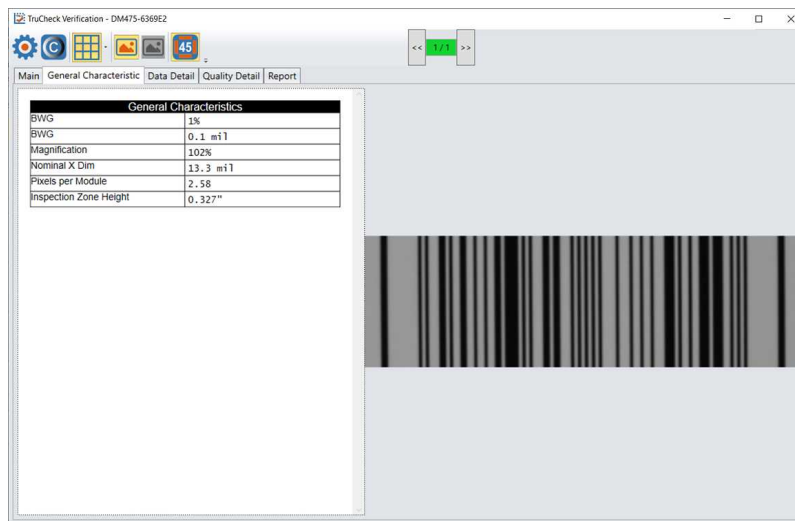 TruCheck Verification - DM475-6369E2
C
45
<< 1/1 >>
Main General Characteristic Data Detail Quality Detail Report
General Characteristics
BWG 1%
BWG 0.1 mil
Magnification 102%
Nominal X Dim 13.3 mil
Pixels per Module 2.58
Inspection Zone Height 0.327"